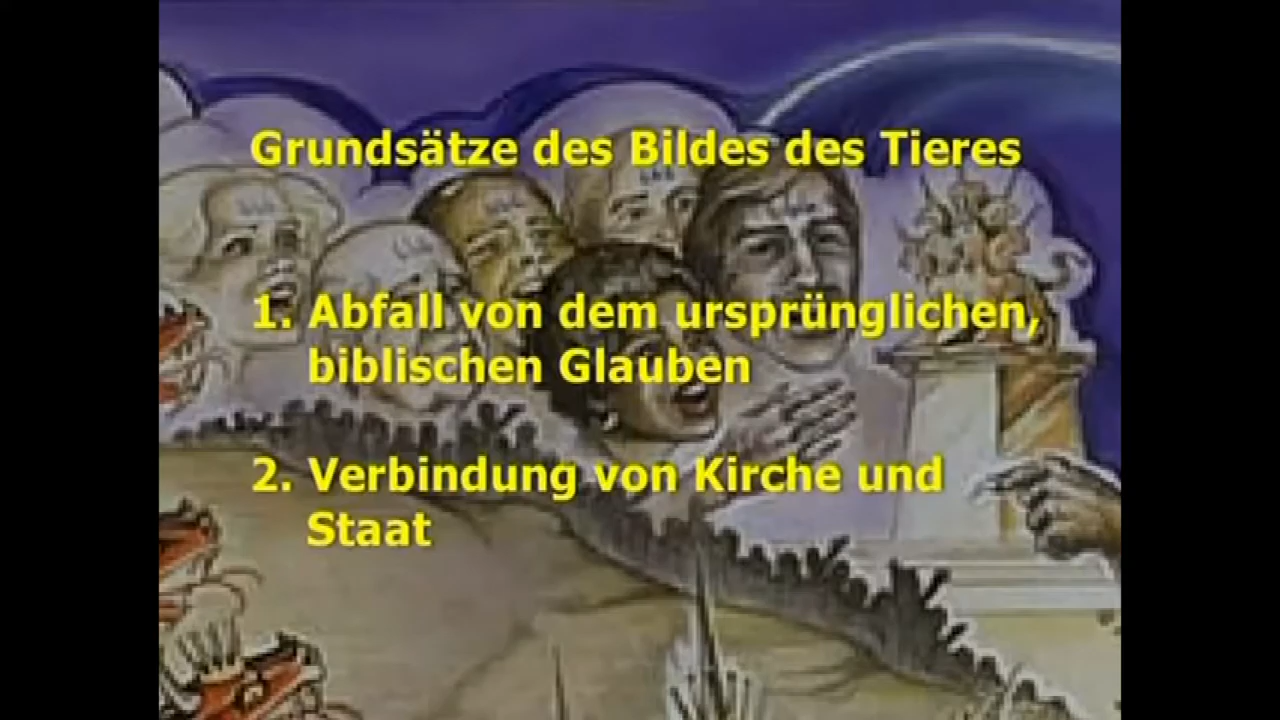 Grundsätze des Bildes des Tieres
1. Abfall von dem ursprünglichen,
biblischen Glauben
2. Verbindung von Kirche und
Staat